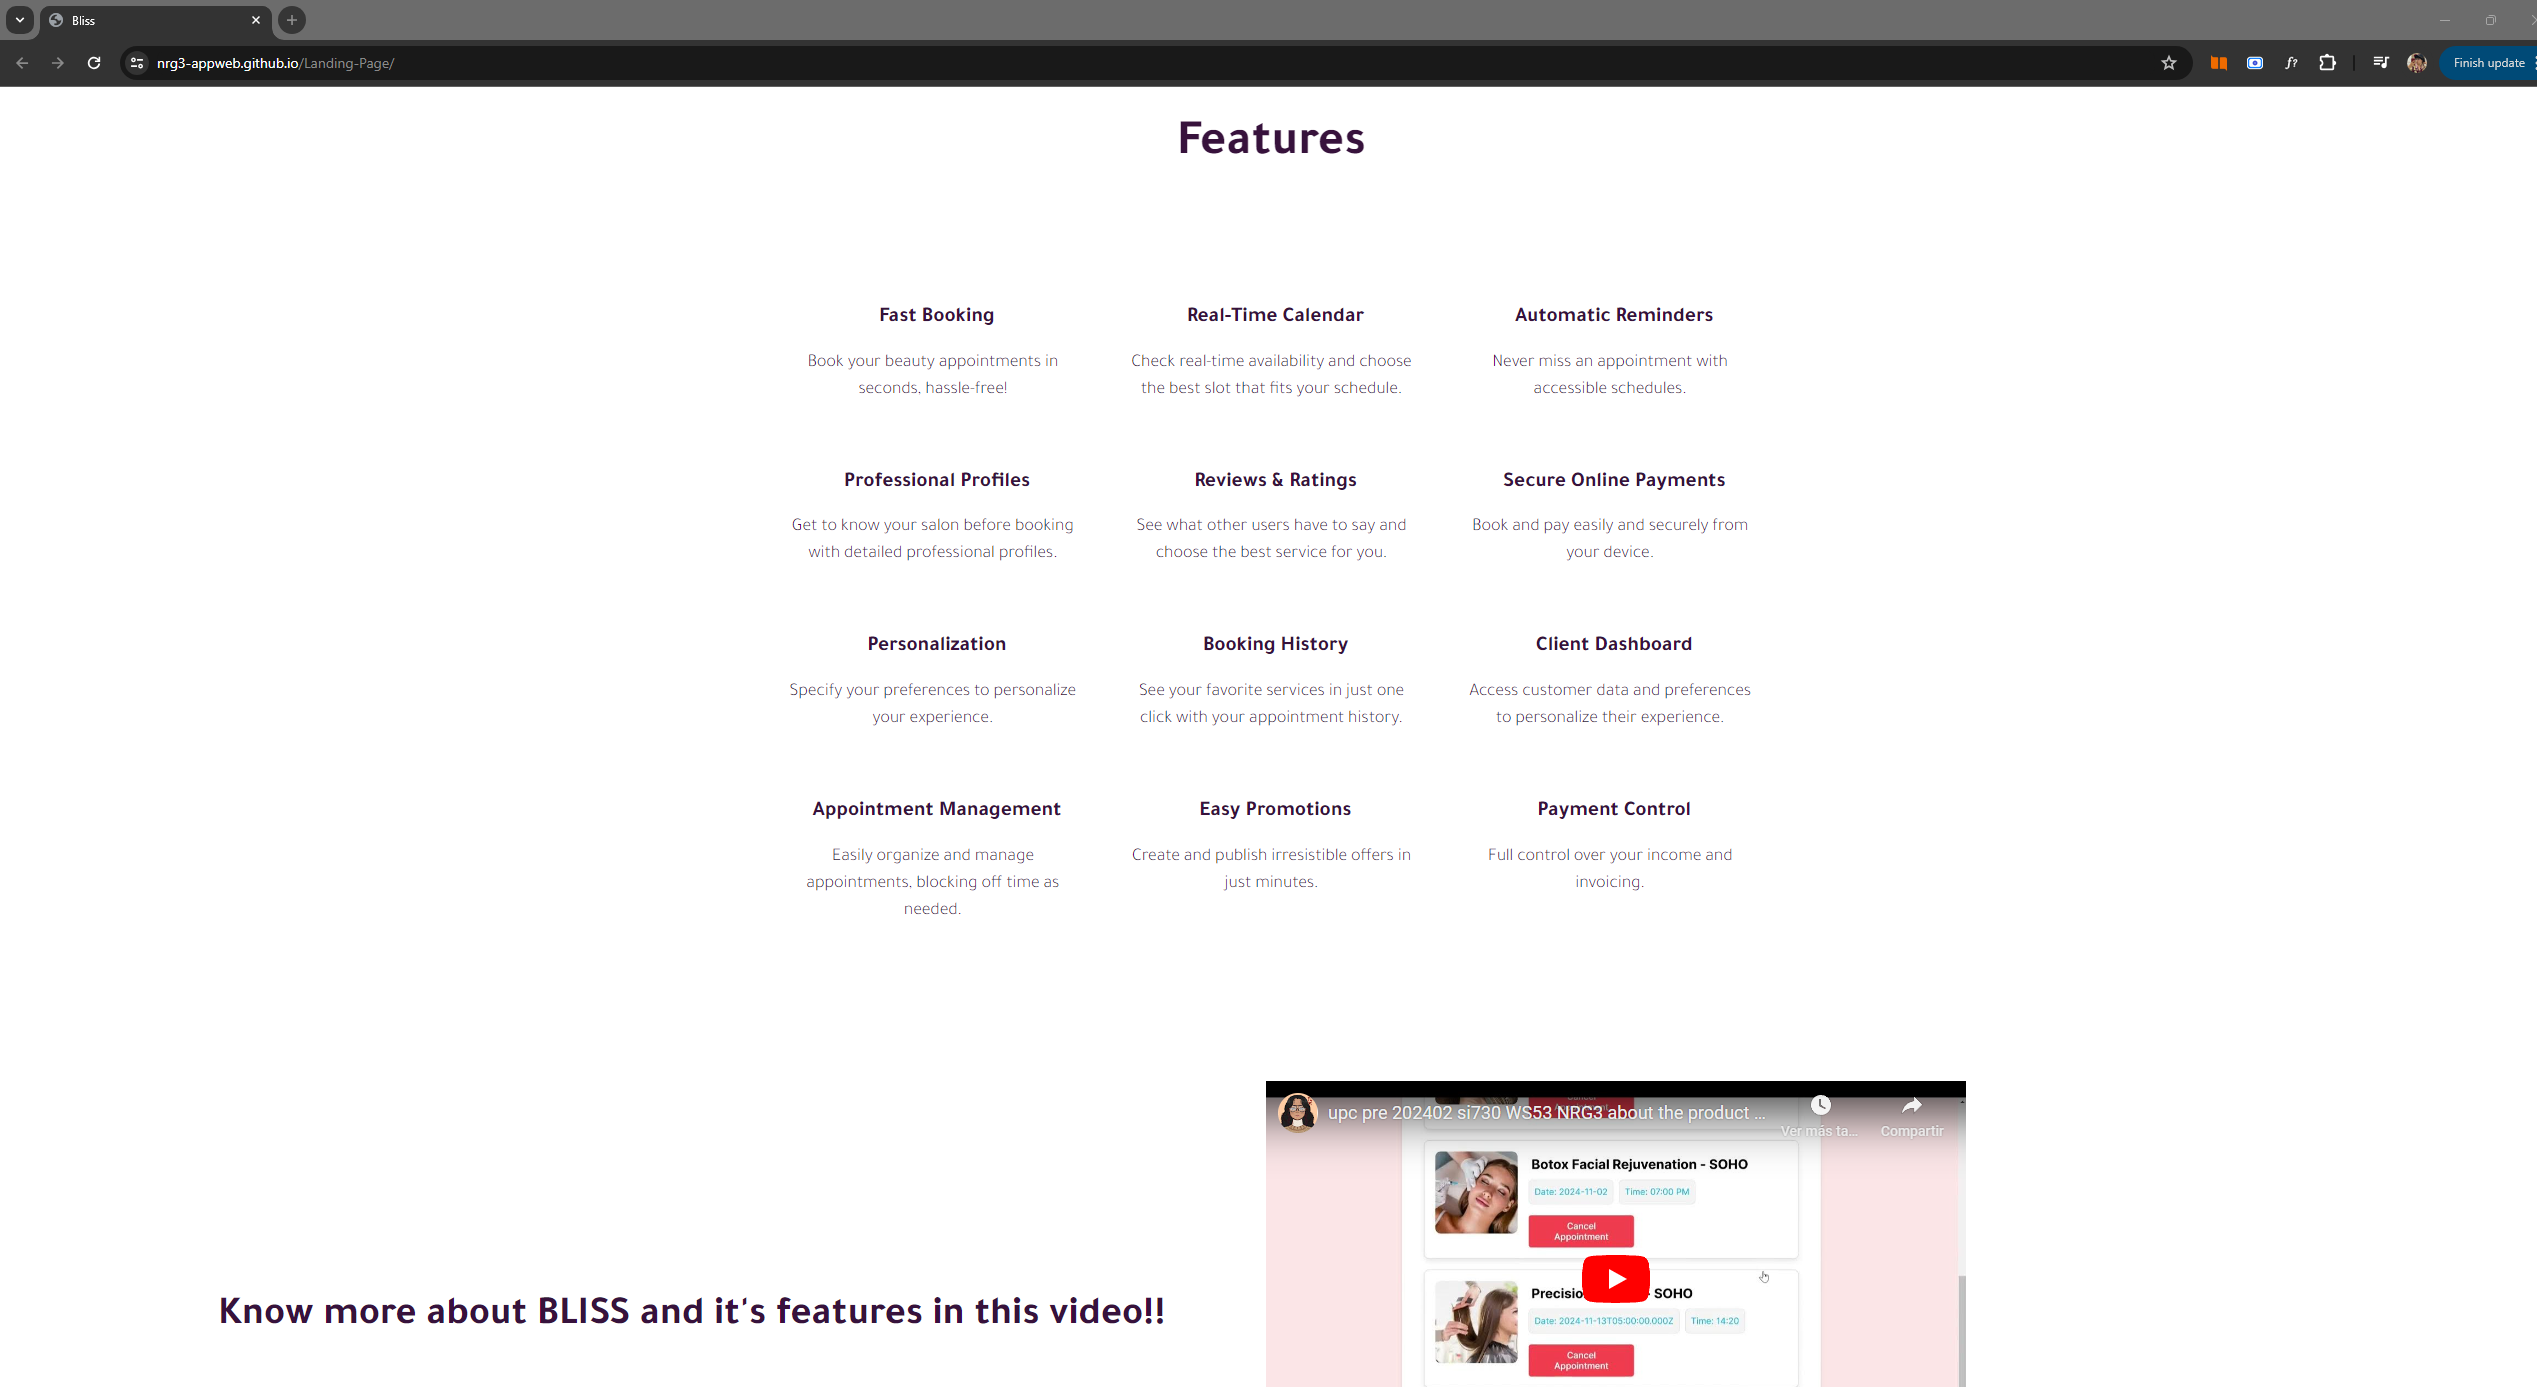 Bliss
nrg3-appweb.github.io/Landing-Page/
Finish update
Features
Fast Booking
Book your beauty appointments in
seconds, hassle-free!
Real-Time Calendar
Check real-time availability and choose
the best slot that fits your schedule.
Automatic Reminders
Never miss an appointment with
accessible schedules.
Professional Profiles
Get to know your salon before booking
with detailed professional profiles.
Reviews & Ratings
See what other users have to say and
choose the best service for you.
Secure Online Payments
Book and pay easily and securely from
your device.
Personalization
Specify your preferences to personalize
your experience.
Booking History
See your favorite services in just one
click with your appointment history.
Client Dashboard
Access customer data and preferences
to personalize their experience.
Appointment Management
Easily organize and manage
appointments, blocking off time as
needed.
Easy Promotions
Create and publish irresistible offers in
just minutes.
Payment Control
Full control over your income and
invoicing.
Know more about BLISS and it's features in this video!!
upc pre 202402 si730 WS53 NRG3 about the product ...
Ver más ta...
Compartir
Botox Facial Rejuvenation - SOHO
Date: 2024-11-02 Time: 07:00 PM
Cancel
Appointment
- SOHO
Date: 2024-11-13T05:00:00.000Z Time: 14:20
Cancel
Appointment